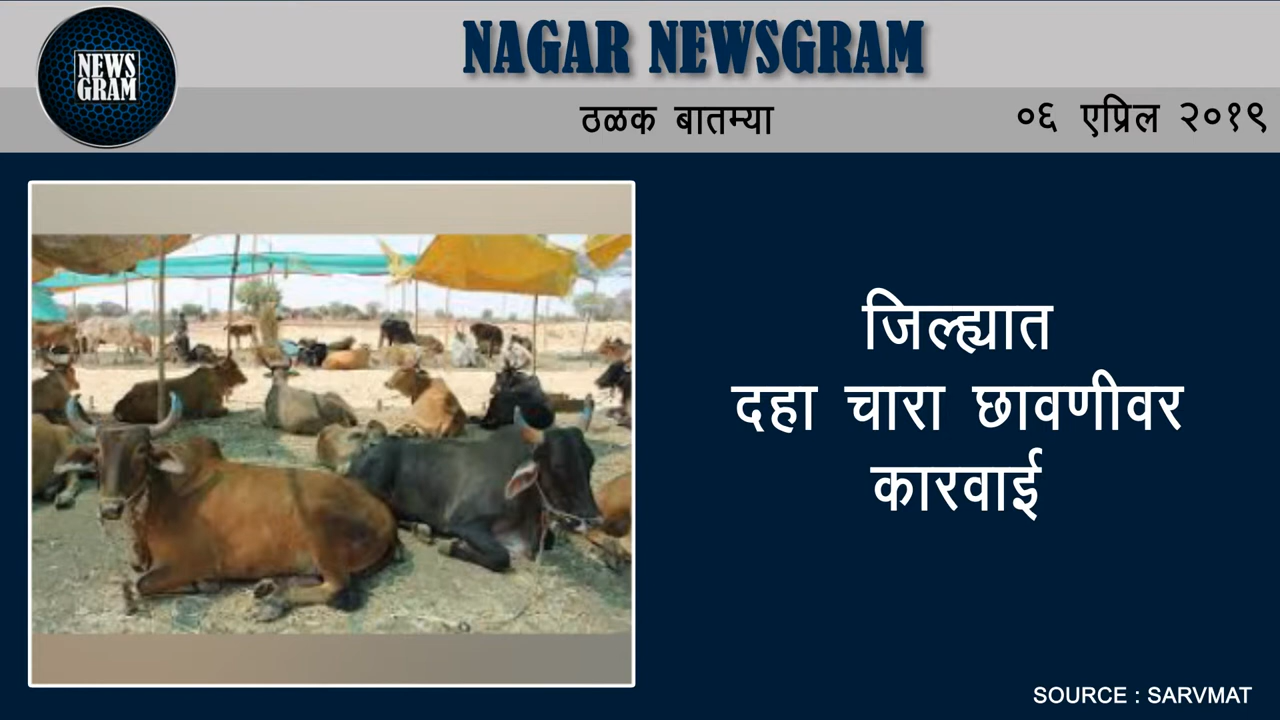 NEWS
GRAM
NAGAR NEWSGRAM
ठळक बातम्या
०६ एप्रिल २०१९
जिल्ह्यात
दहा चारा छावणीवर
कारवाई
SOURCE : SARVMAT